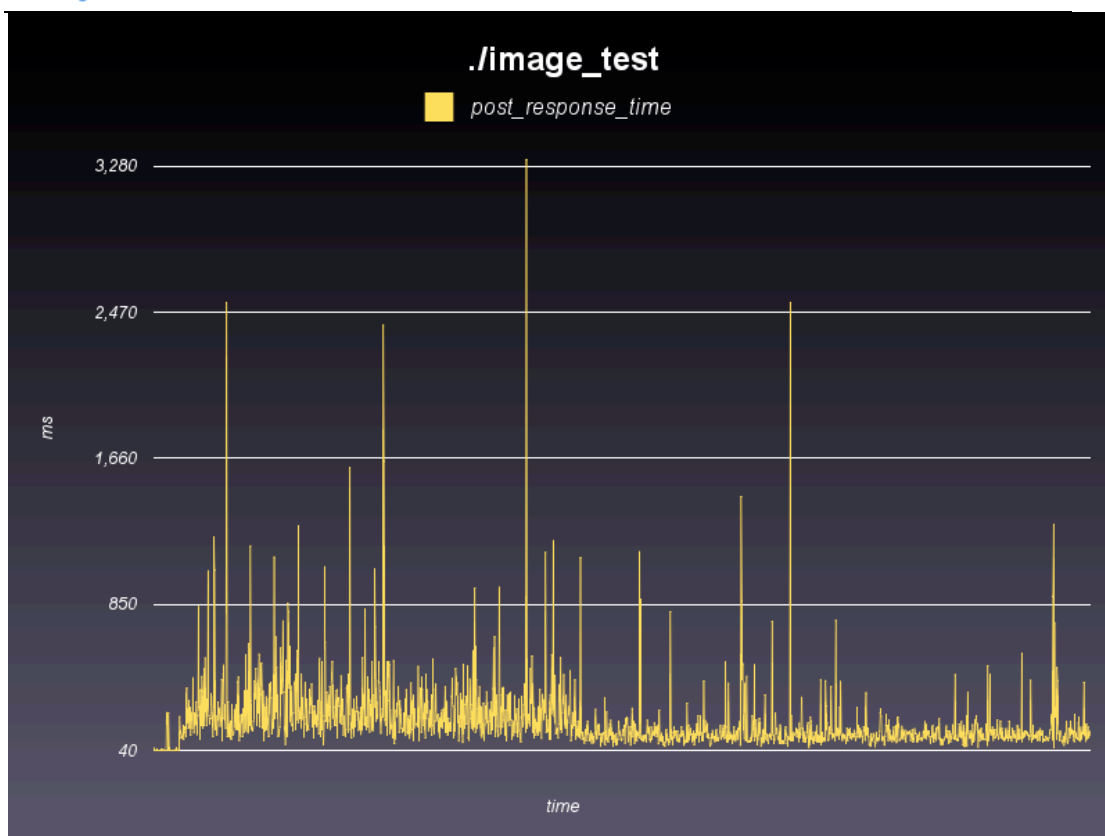 ./image_test
post_response_time
3,280
2,470
ms
1,660
850
40
time